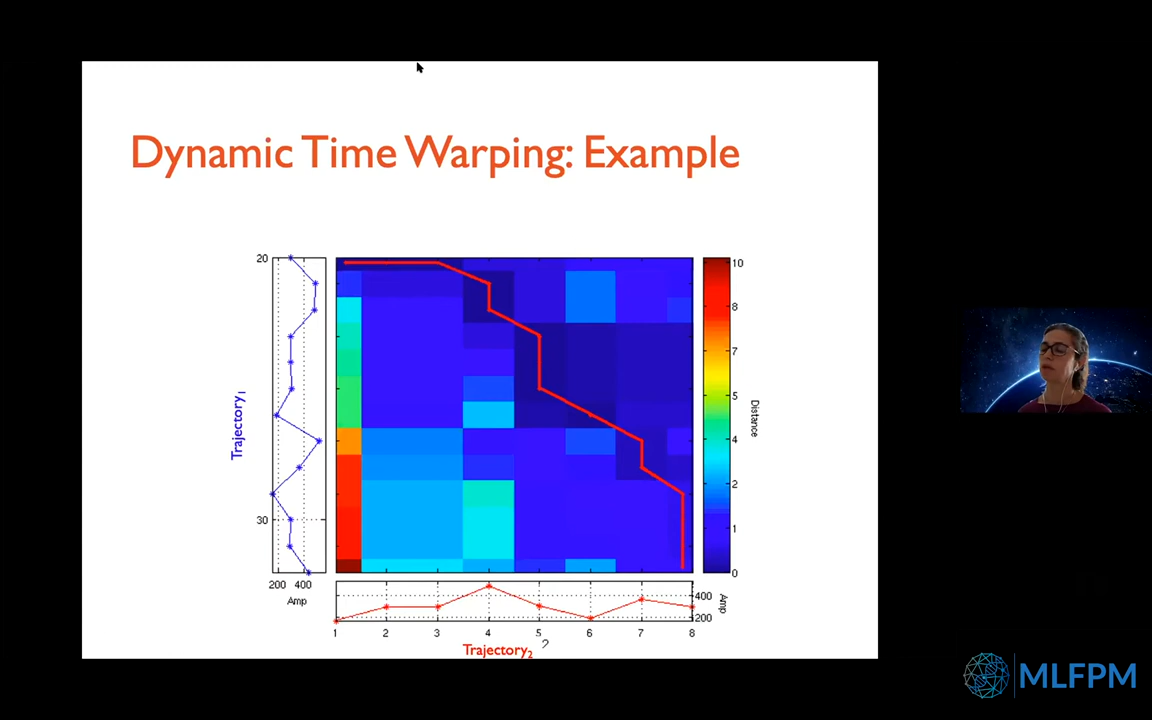 Dynamic Time Warping: Example
20
30
Trajectory1
200 400
Amp
10
8
7
5
4
2
1
0
Distance
400
200
Amp
1 2 3 4 5 6 7 8
Trajectory2
2
MLFPM